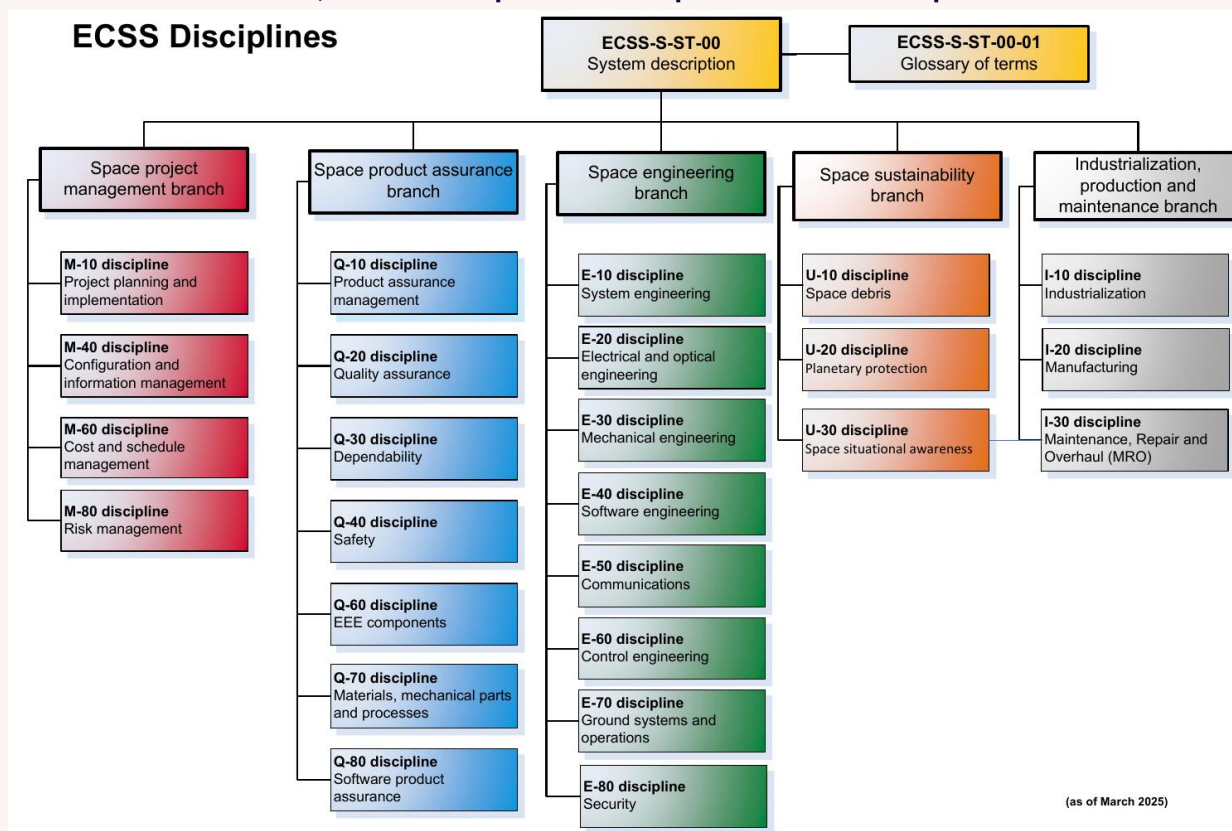 ECSS Disciplines
ECSS-S-ST-00
System description
ECSS-S-ST-00-01
Glossary of terms
Space project
management branch
M-10 discipline
Project planning and
implementation
M-40 discipline
Configuration and
information management
M-60 discipline
Cost and schedule
management
M-80 discipline
Risk management
Space product assurance
branch
Q-10 discipline
Product assurance
management
Q-20 discipline
Quality assurance
Q-30 discipline
Dependability
Q-40 discipline
Safety
Q-60 discipline
EEE components
Q-70 discipline
Materials, mechanical parts
and processes
Q-80 discipline
Software product
assurance
Space engineering
branch
E-10 discipline
System engineering
E-20 discipline
Electrical and optical
engineering
E-30 discipline
Mechanical engineering
E-40 discipline
Software engineering
E-50 discipline
Communications
E-60 discipline
Control engineering
E-70 discipline
Ground systems and
operations
E-80 discipline
Security
Space sustainability
branch
U-10 discipline
Space debris
U-20 discipline
Planetary protection
U-30 discipline
Space situational awareness
Industrialization,
production and
maintenance branch
I-10 discipline
Industrialization
I-20 discipline
Manufacturing
I-30 discipline
Maintenance, Repair and
Overhaul (MRO)
(as of March 2025)